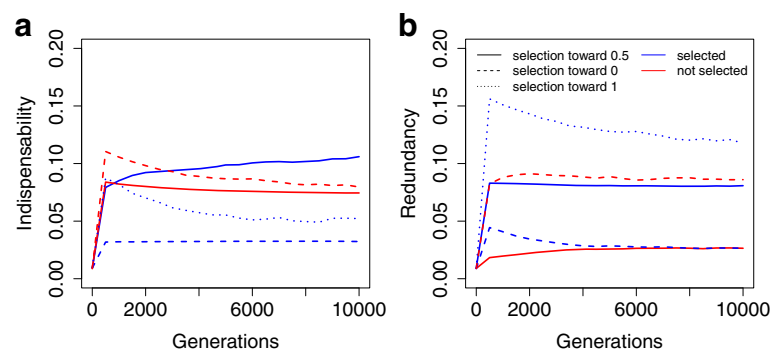 a
b
0.20
0.15
0.10
0.05
0.00
Indispensability
0 2000 6000 10000
Generations
0.20
0.15
0.10
0.05
0.00
Redundancy
selection toward 0.5
selection toward 0
selection toward 1
selected
not selected
0 2000 6000 10000
Generations